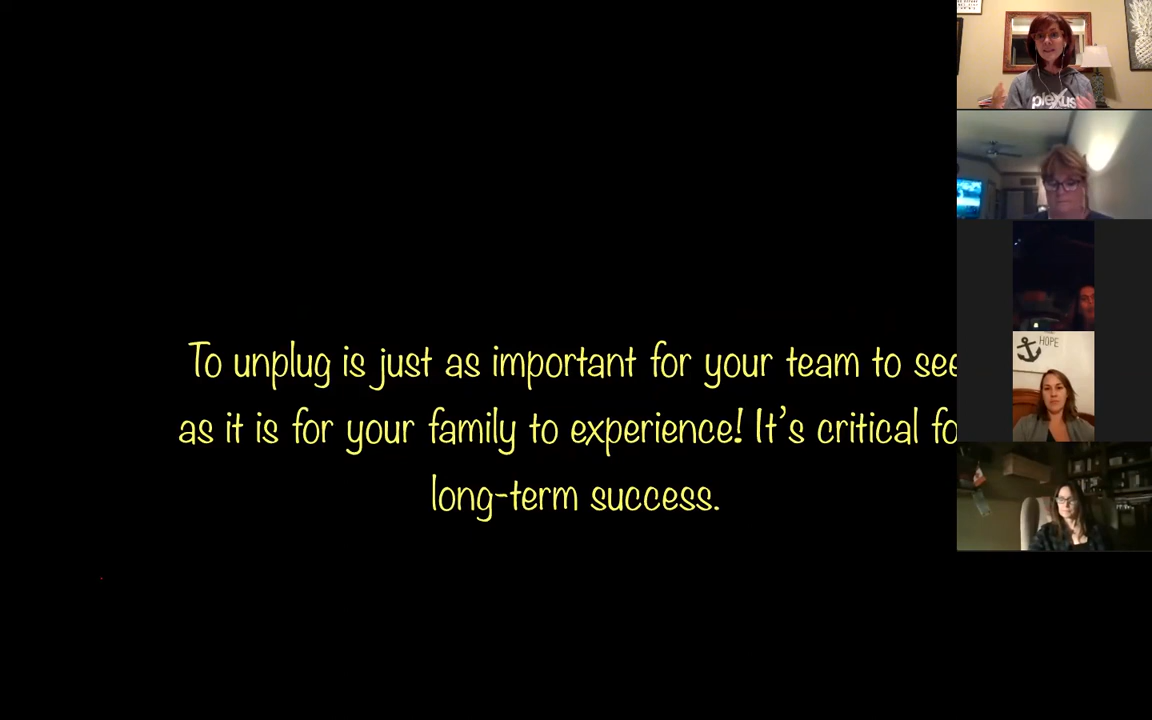 plexus
HOPE
To unplug is just as important for your team to see
as it is for your family to experience! It's critical fo
long-term success.